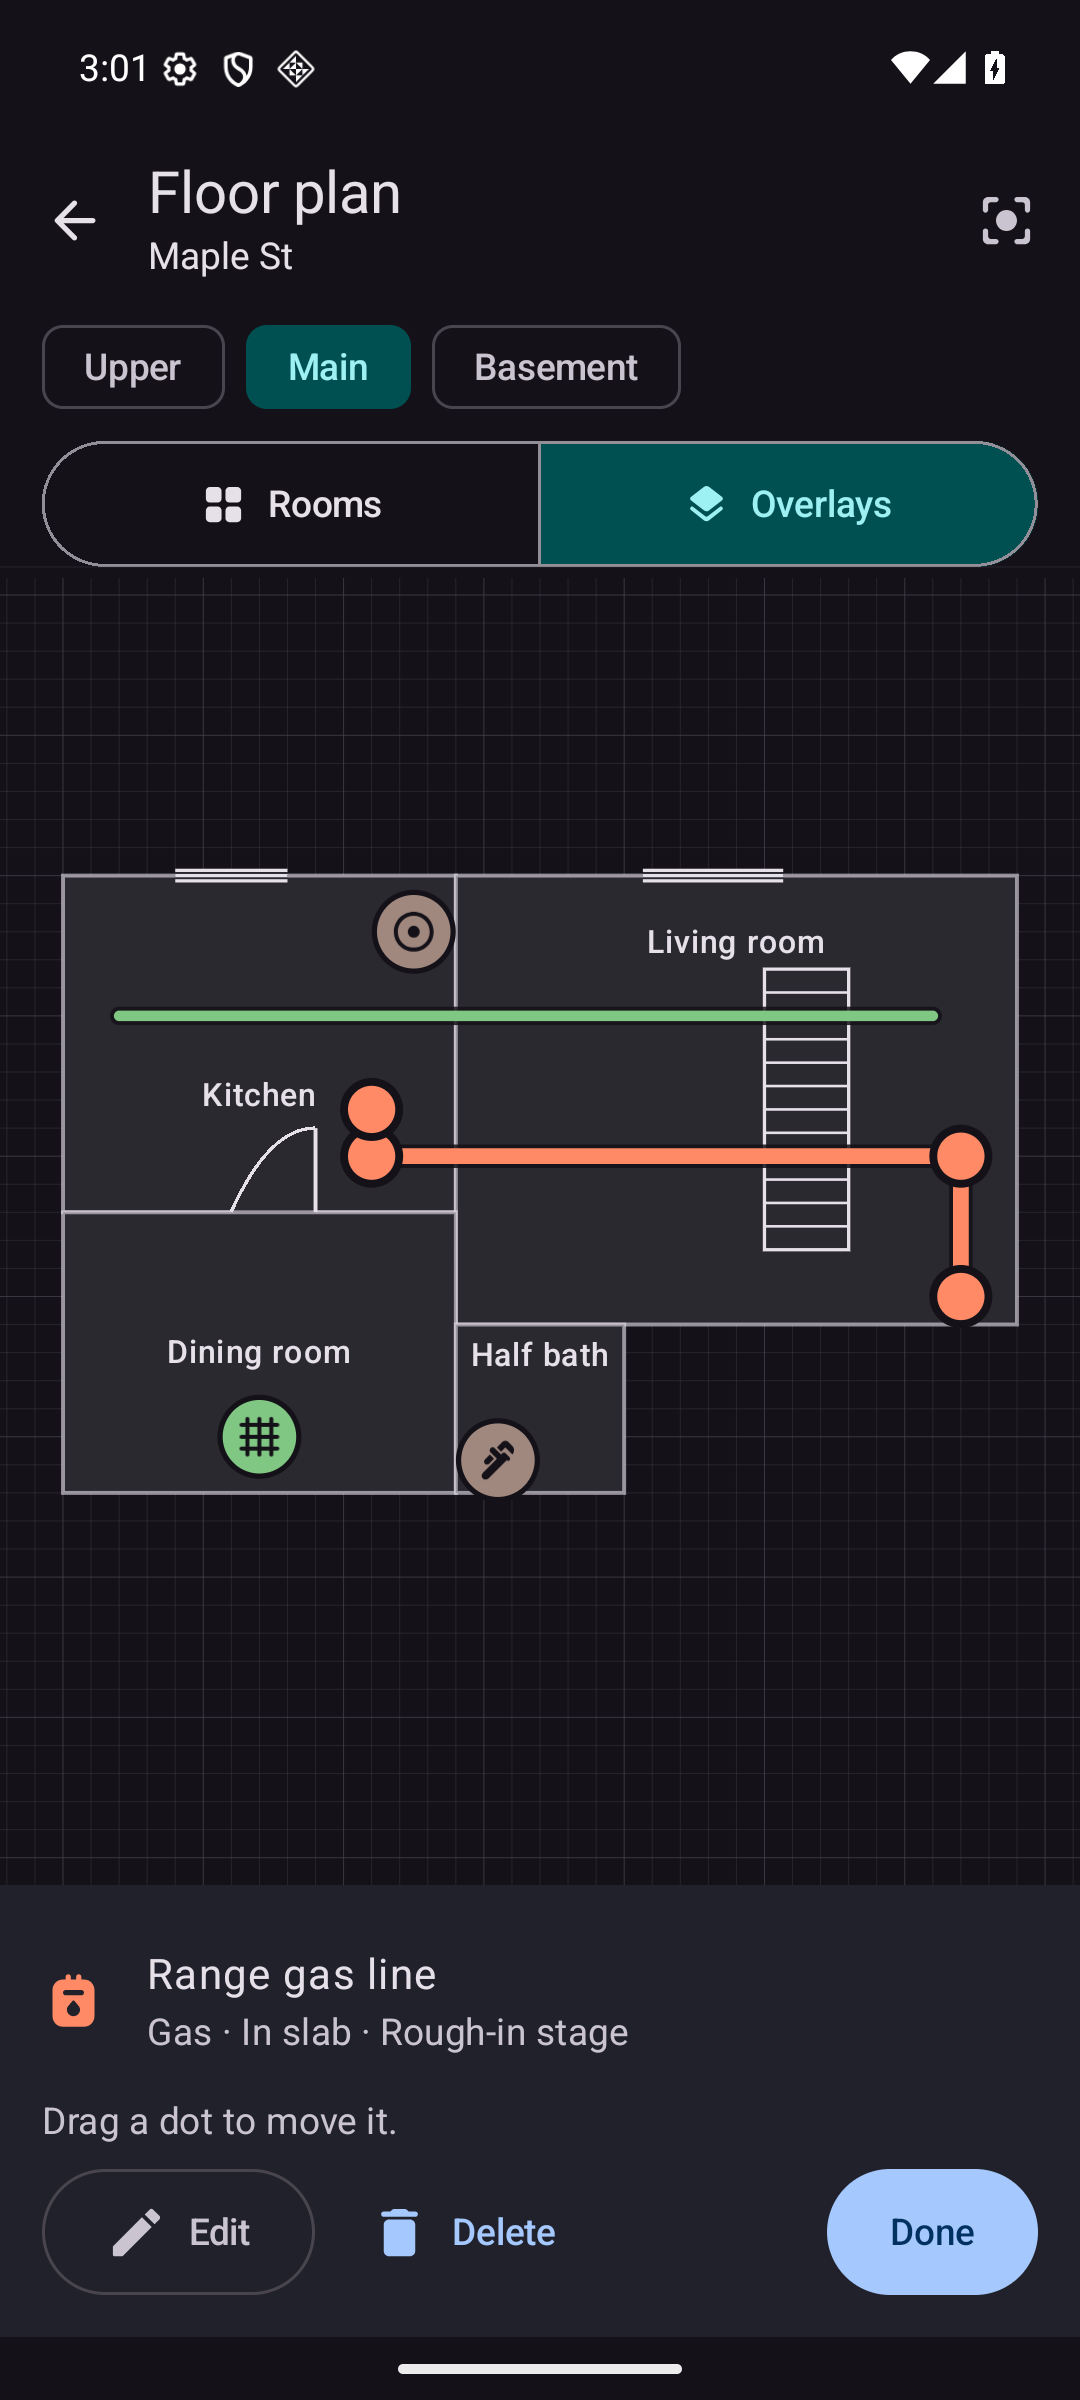 3:01
Floor plan
Maple St
Upper
Main
Basement
Rooms
Overlays
Living room
Kitchen
Dining room
Half bath
Range gas line
Gas · In slab · Rough-in stage
Drag a dot to move it.
Edit
Delete
Done